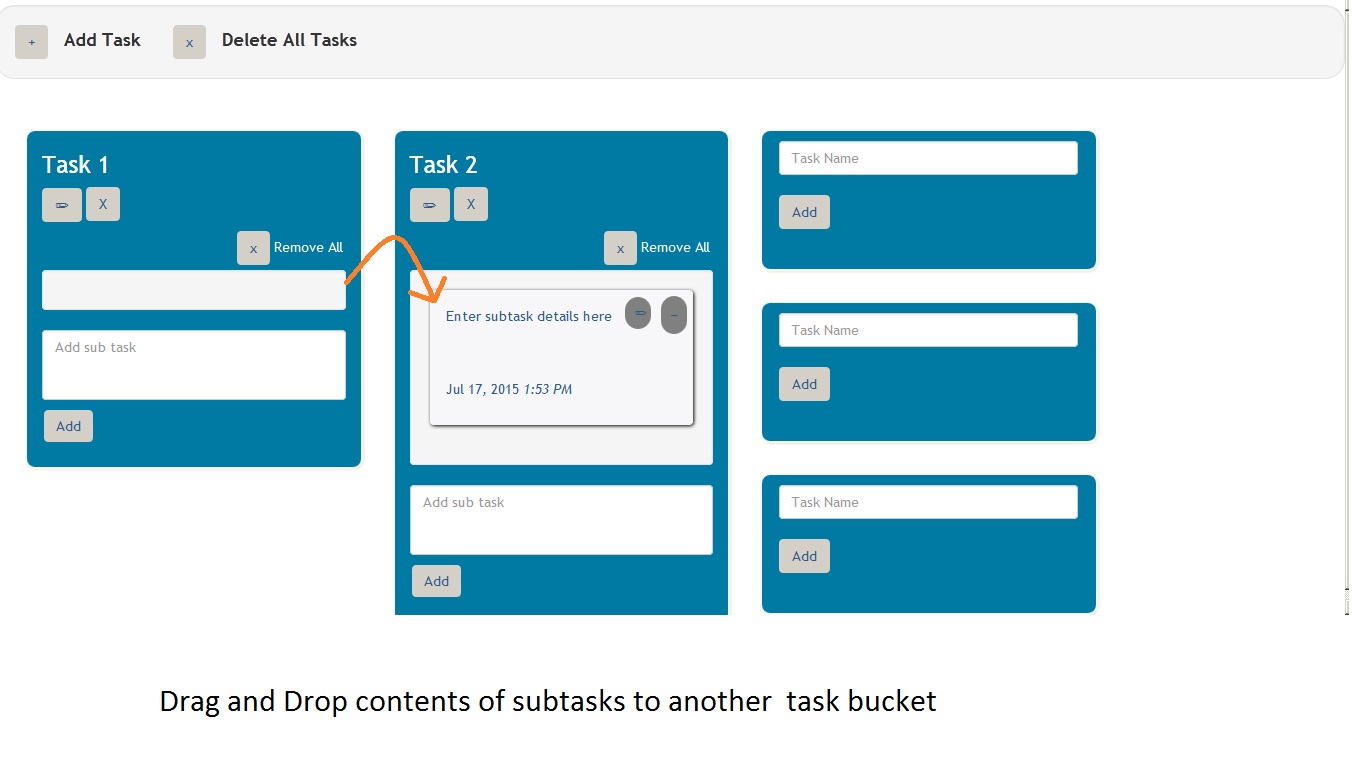 + Add Task x Delete All Tasks
Task 1
X
x Remove All
Add sub task
Add
Task 2
X
x Remove All
Enter subtask details here −
Jul 17, 2015 1:53 PM
Add sub task
Add
Task Name
Add
Task Name
Add
Task Name
Add
Drag and Drop contents of subtasks to another task bucket